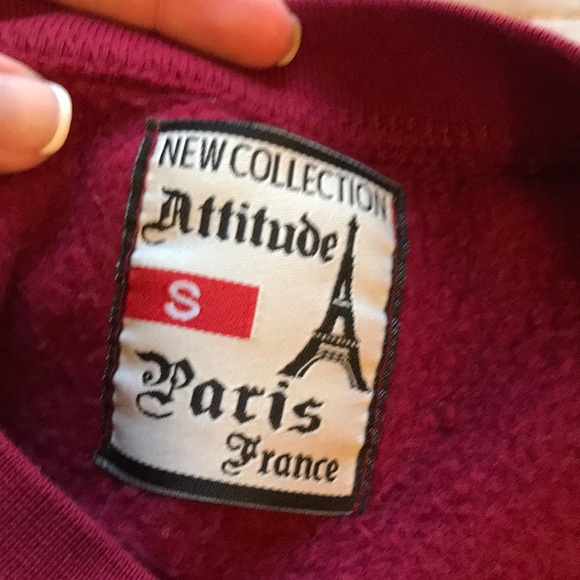 NEW COLLECTION
Attitude
S
Paris
France